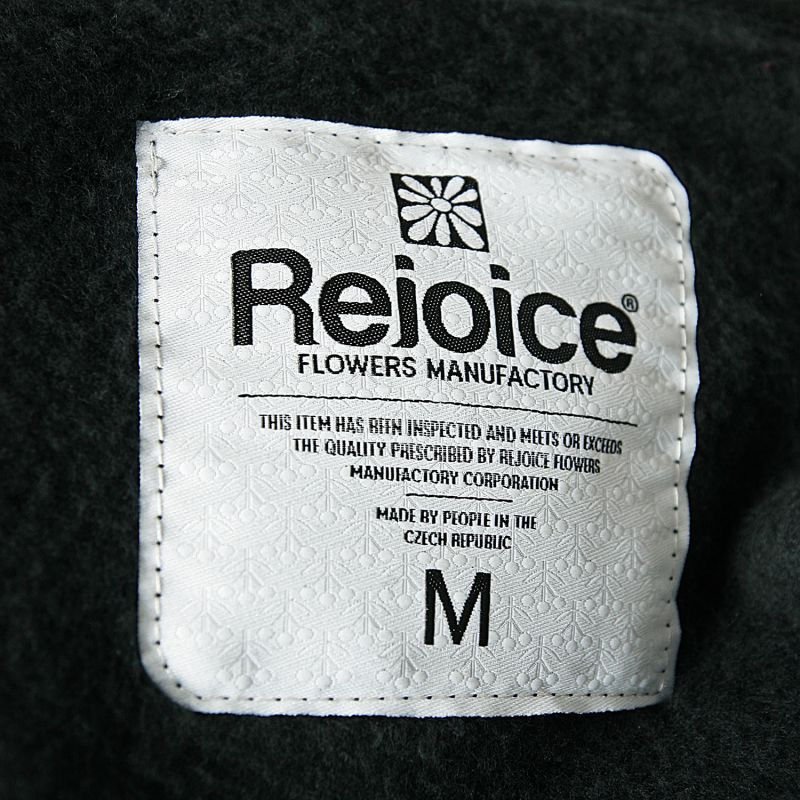 Rejoice®
FLOWERS MANUFACTORY
THIS ITEM HAS BEEN INSPECTED AND MEETS OR EXCEEDS
THE QUALITY PRESCRIBED BY REJOICE FLOWERS
MANUFACTORY CORPORATION
MADE BY PEOPLE IN THE
CZECH REPUBLIC
M